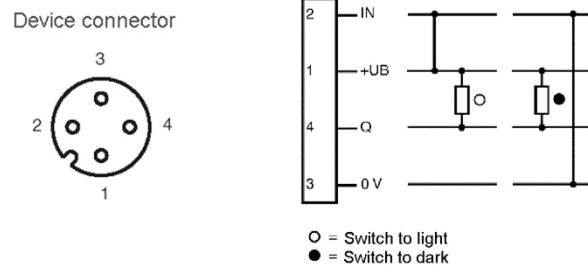 Device connector
3
2
4
1
2 IN
1 +UB
4 Q
3 0 V
= Switch to light
= Switch to dark